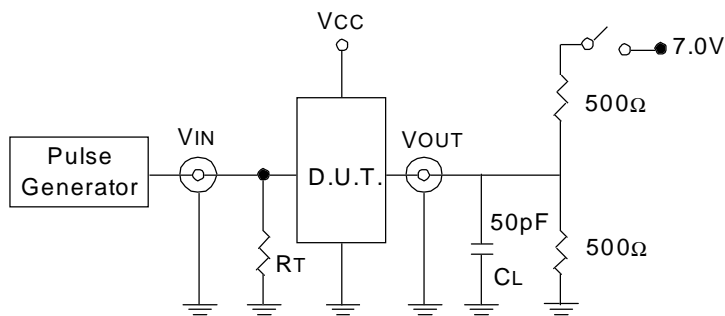 VCC
7.0V
500Ω
VIN
VOUT
Pulse
Generator
D.U.T.
50pF
500Ω
RT
CL